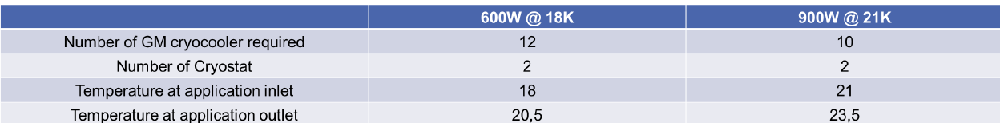 600W @ 18K 900W @ 21K
Number of GM cryocooler required 12 10
Number of Cryostat 2 2
Temperature at application inlet 18 21
Temperature at application outlet 20,5 23,5